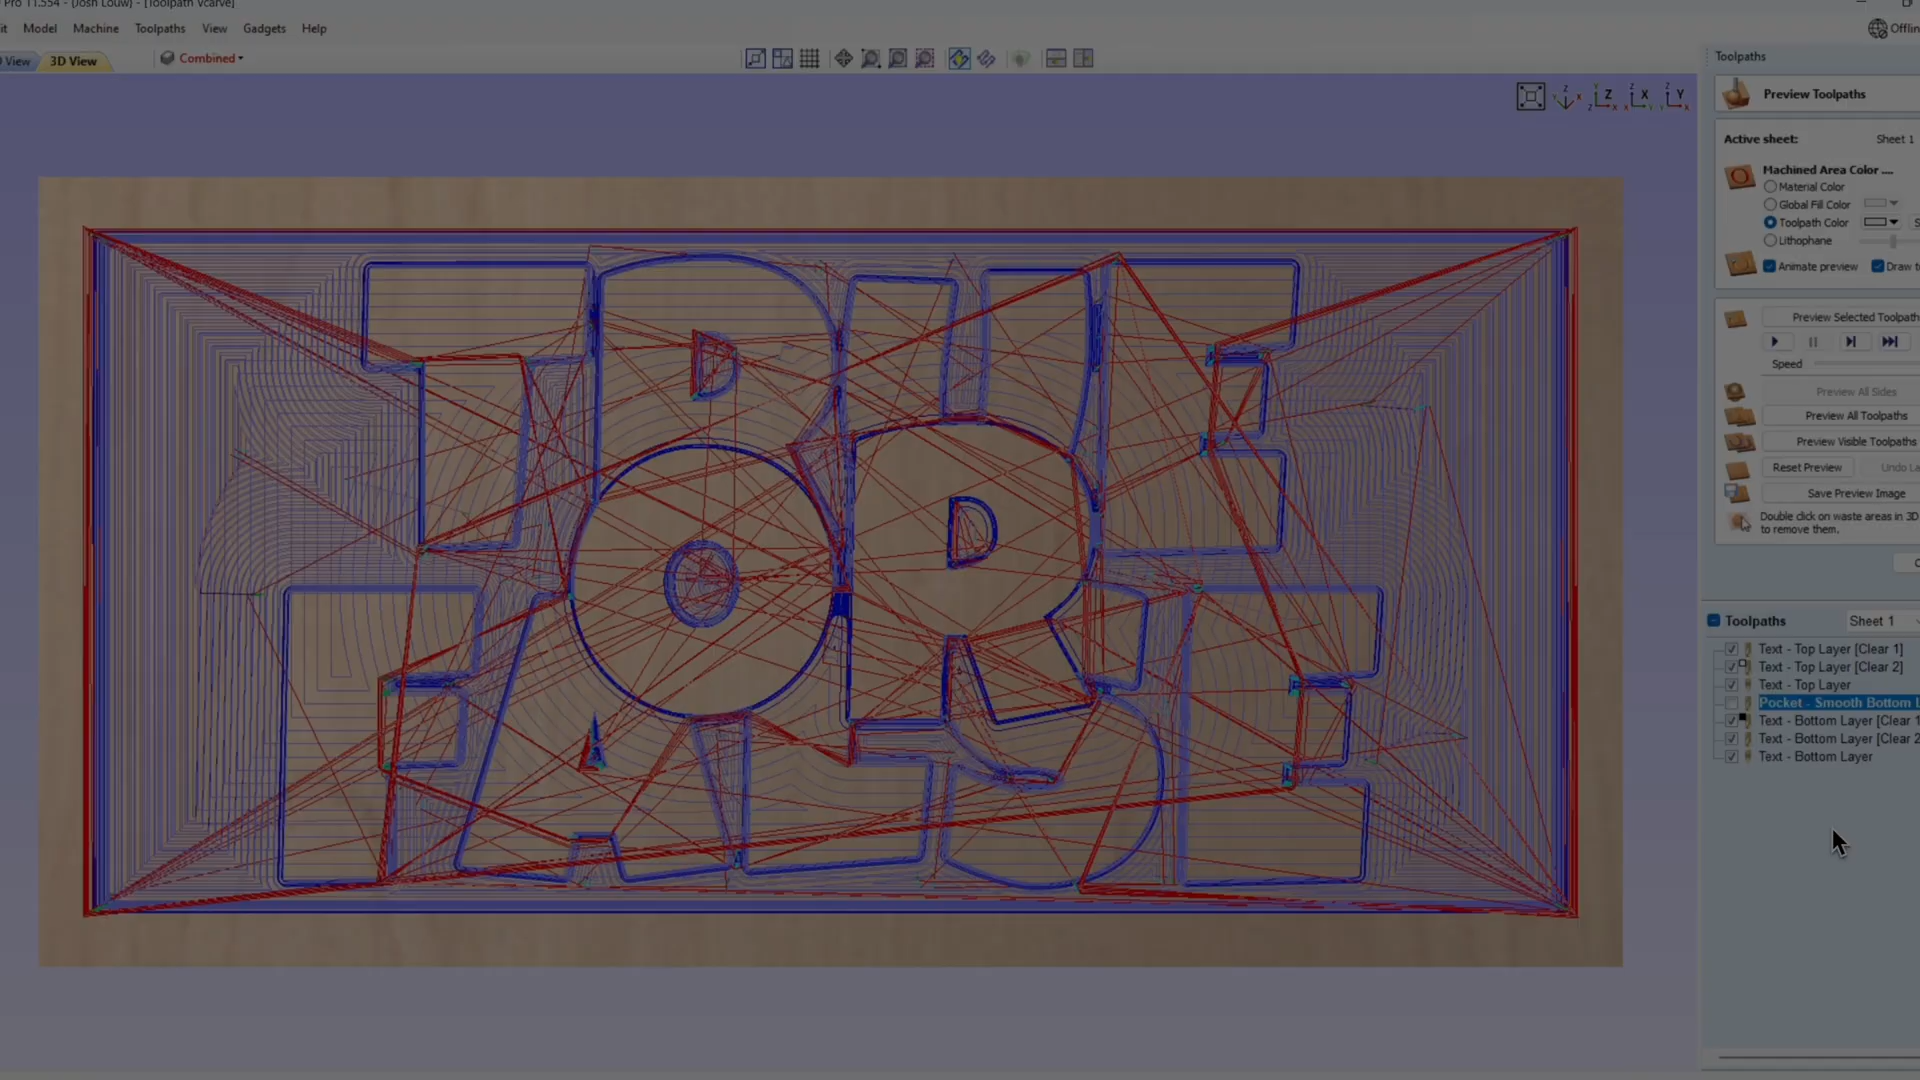 Pro 11.554 - (Josh Louw) - [Toolpath Vcarve]
it Model Machine Toolpaths View Gadgets Help
Offlin
View 3D View Combined
Z X Y
Toolpaths
Preview Toolpaths
Active sheet: Sheet 1
Machined Area Color ....
Material Color
Global Fill Color
Toolpath Color S
Lithophane
Animate preview Draw t
Preview Selected Toolpath
Speed
Preview All Sides
Preview All Toolpaths
Preview Visible Toolpaths
Reset Preview Undo La
Save Preview Image
Double click on waste areas in 3D
to remove them.
C
Toolpaths Sheet 1
Text - Top Layer [Clear 1]
Text - Top Layer [Clear 2]
Text - Top Layer
Pocket - Smooth Bottom L
Text - Bottom Layer [Clear 1
Text - Bottom Layer [Clear 2
Text - Bottom Layer